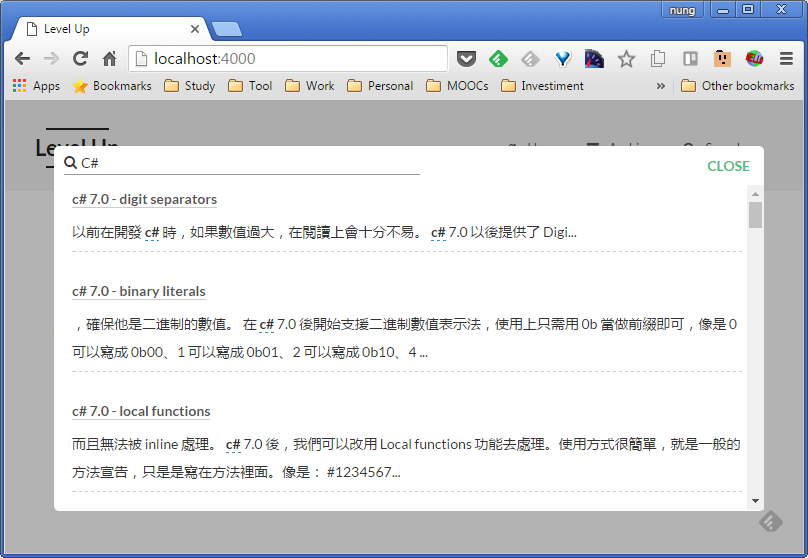 nung
Level Up
localhost:4000
Apps Bookmarks Study Tool Work Personal MOOCs Investiment » Other bookmarks
Level Up
C#
CLOSE
c# 7.0 - digit separators
以前在開發 c# 時，如果數值過大，在閱讀上會十分不易。 c# 7.0 以後提供了 Digi...
c# 7.0 - binary literals
，確保他是二進制的數值。 在 c# 7.0 後開始支援二進制數值表示法，使用上只需用 0b 當做前綴即可，像是 0
可以寫成 0b00、1 可以寫成 0b01、2 可以寫成 0b10、4 ...
c# 7.0 - local functions
而且無法被 inline 處理。 c# 7.0 後，我們可以改用 Local functions 功能去處理。使用方式很簡單，就是一般的
方法宣告，只是是寫在方法裡面。像是： #1234567...